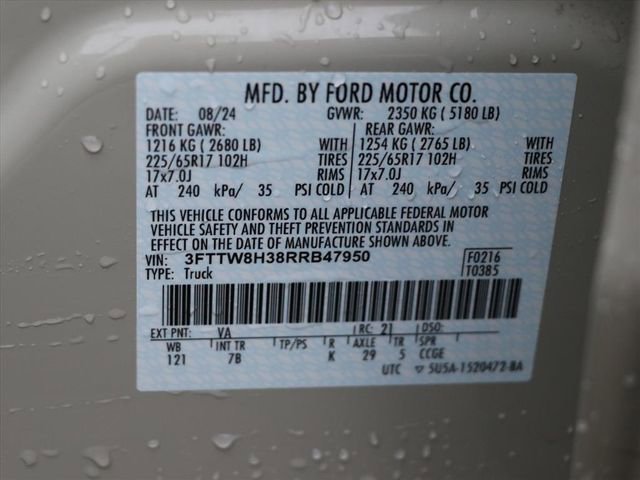 MFD. BY FORD MOTOR CO.
DATE: 08/24 GVWR: 2350 KG ( 5180 LB)
FRONT GAWR: REAR GAWR:
1216 KG ( 2680 LB) WITH 1254 KG ( 2765 LB) WITH
225/65R17 102H TIRES 225/65R17 102H TIRES
17x7.0J RIMS 17x7.0J RIMS
AT 240 kPa/ 35 PSI COLD AT 240 kPa/ 35 PSI COLD
THIS VEHICLE CONFORMS TO ALL APPLICABLE FEDERAL MOTOR
VEHICLE SAFETY AND THEFT PREVENTION STANDARDS IN
EFFECT ON THE DATE OF MANUFACTURE SHOWN ABOVE.
VIN: 3FTTW8H38RRB47950 F0216
TYPE: Truck T0385
EXT PNT: VA RC: 21 DSO:
WB INT TR TP/PS R AXLE TR SPR
121 7B K 29 5 CCGE
UTC ▽ 5U5A-1520472-BA